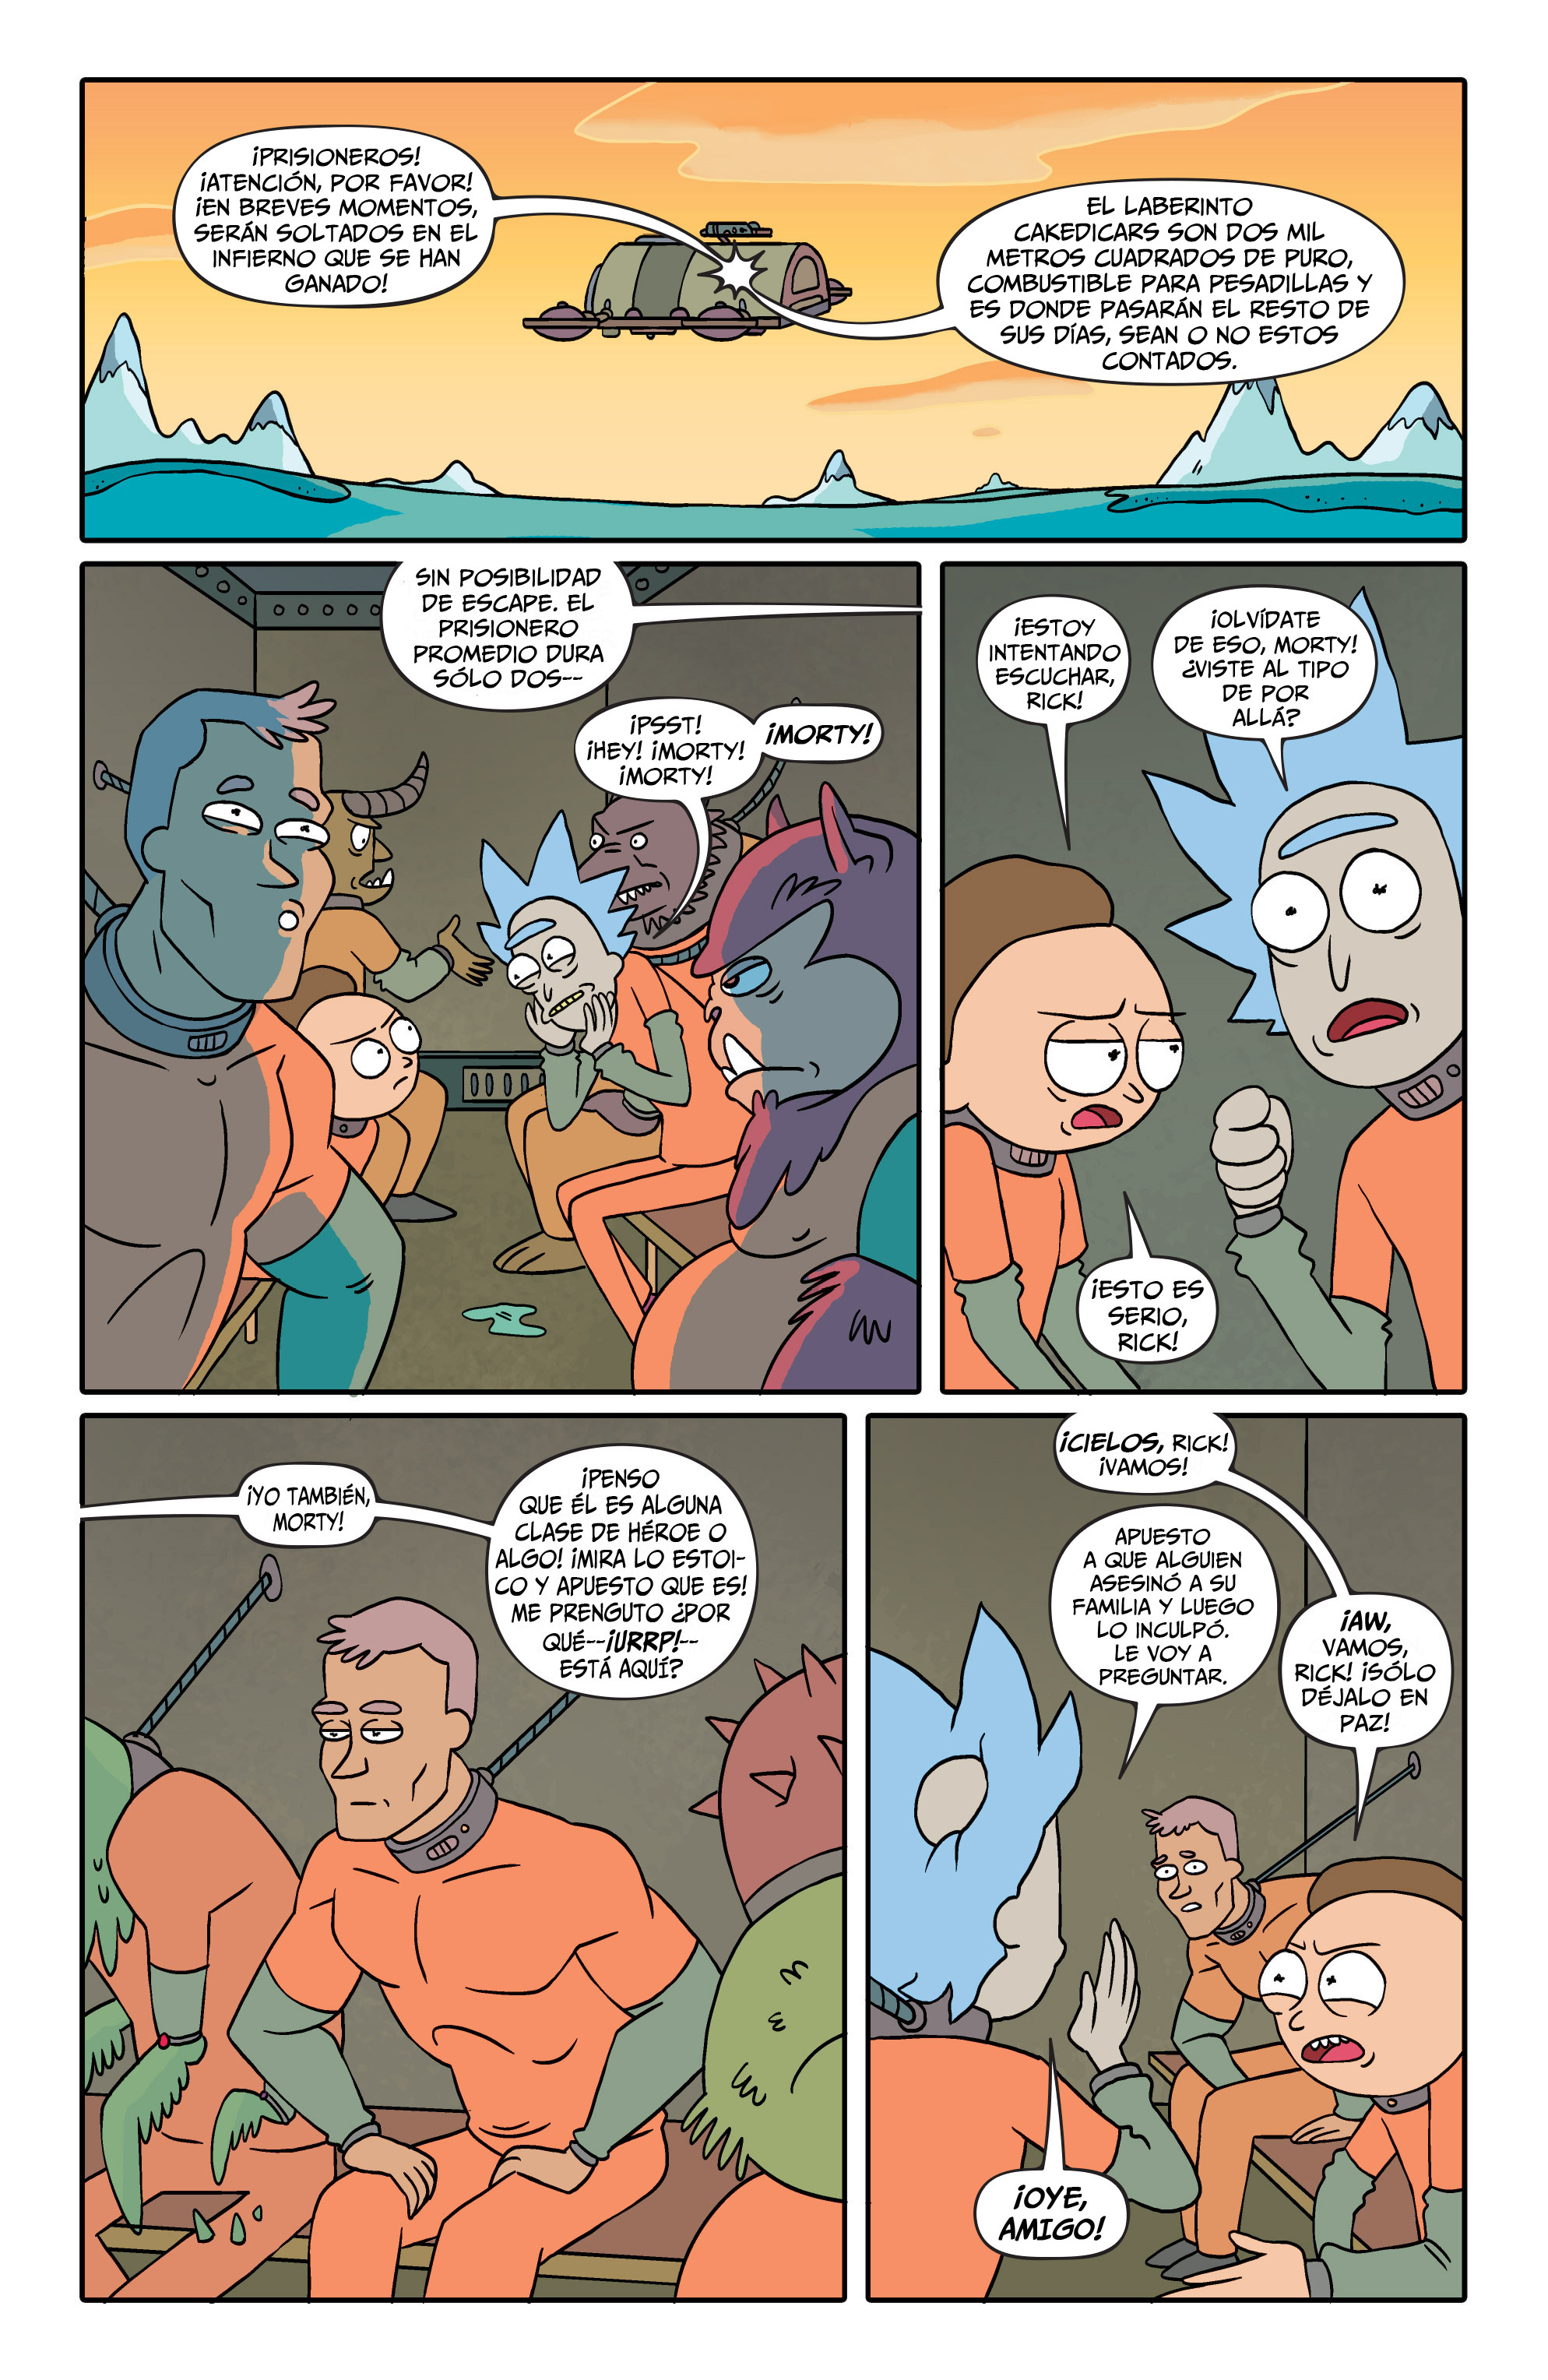 ¡PRISIONEROS!
¡ATENCIÓN, POR FAVOR!
¡EN BREVES MOMENTOS,
SERÁN SOLTADOS EN EL
INFIERNO QUE SE HAN
GANADO!
EL LABERINTO
CAKEDICARS SON DOS MIL
METROS CUADRADOS DE PURO,
COMBUSTIBLE PARA PESADILLAS Y
ES DONDE PASARÁN EL RESTO DE
SUS DÍAS, SEAN O NO ESTOS
CONTADOS.
SIN POSIBILIDAD
DE ESCAPE. EL
PRISIONERO
PROMEDIO DURA
SÓLO DOS--
¡PSST!
¡HEY! ¡MORTY!
¡MORTY!
¡MORTY!
¡ESTOY
INTENTANDO
ESCUCHAR,
RICK!
¡OLVÍDATE
DE ESO, MORTY!
¿VISTE AL TIPO
DE POR
ALLÁ?
¡ESTO ES
SERIO,
RICK!
¡YO TAMBIÉN,
MORTY!
¡PENSO
QUE ÉL ES ALGUNA
CLASE DE HÉROE O
ALGO! ¡MIRA LO ESTOI-
CO Y APUESTO QUE ES!
ME PRENGUTO ¿POR
QUÉ--¡URRP!--
ESTÁ AQUÍ?
¡CIELOS, RICK!
¡VAMOS!
APUESTO
A QUE ALGUIEN
ASESINÓ A SU
FAMILIA Y LUEGO
LO INCULPÓ.
LE VOY A
PREGUNTAR.
¡AW,
VAMOS,
RICK! ¡SÓLO
DÉJALO EN
PAZ!
¡OYE,
AMIGO!